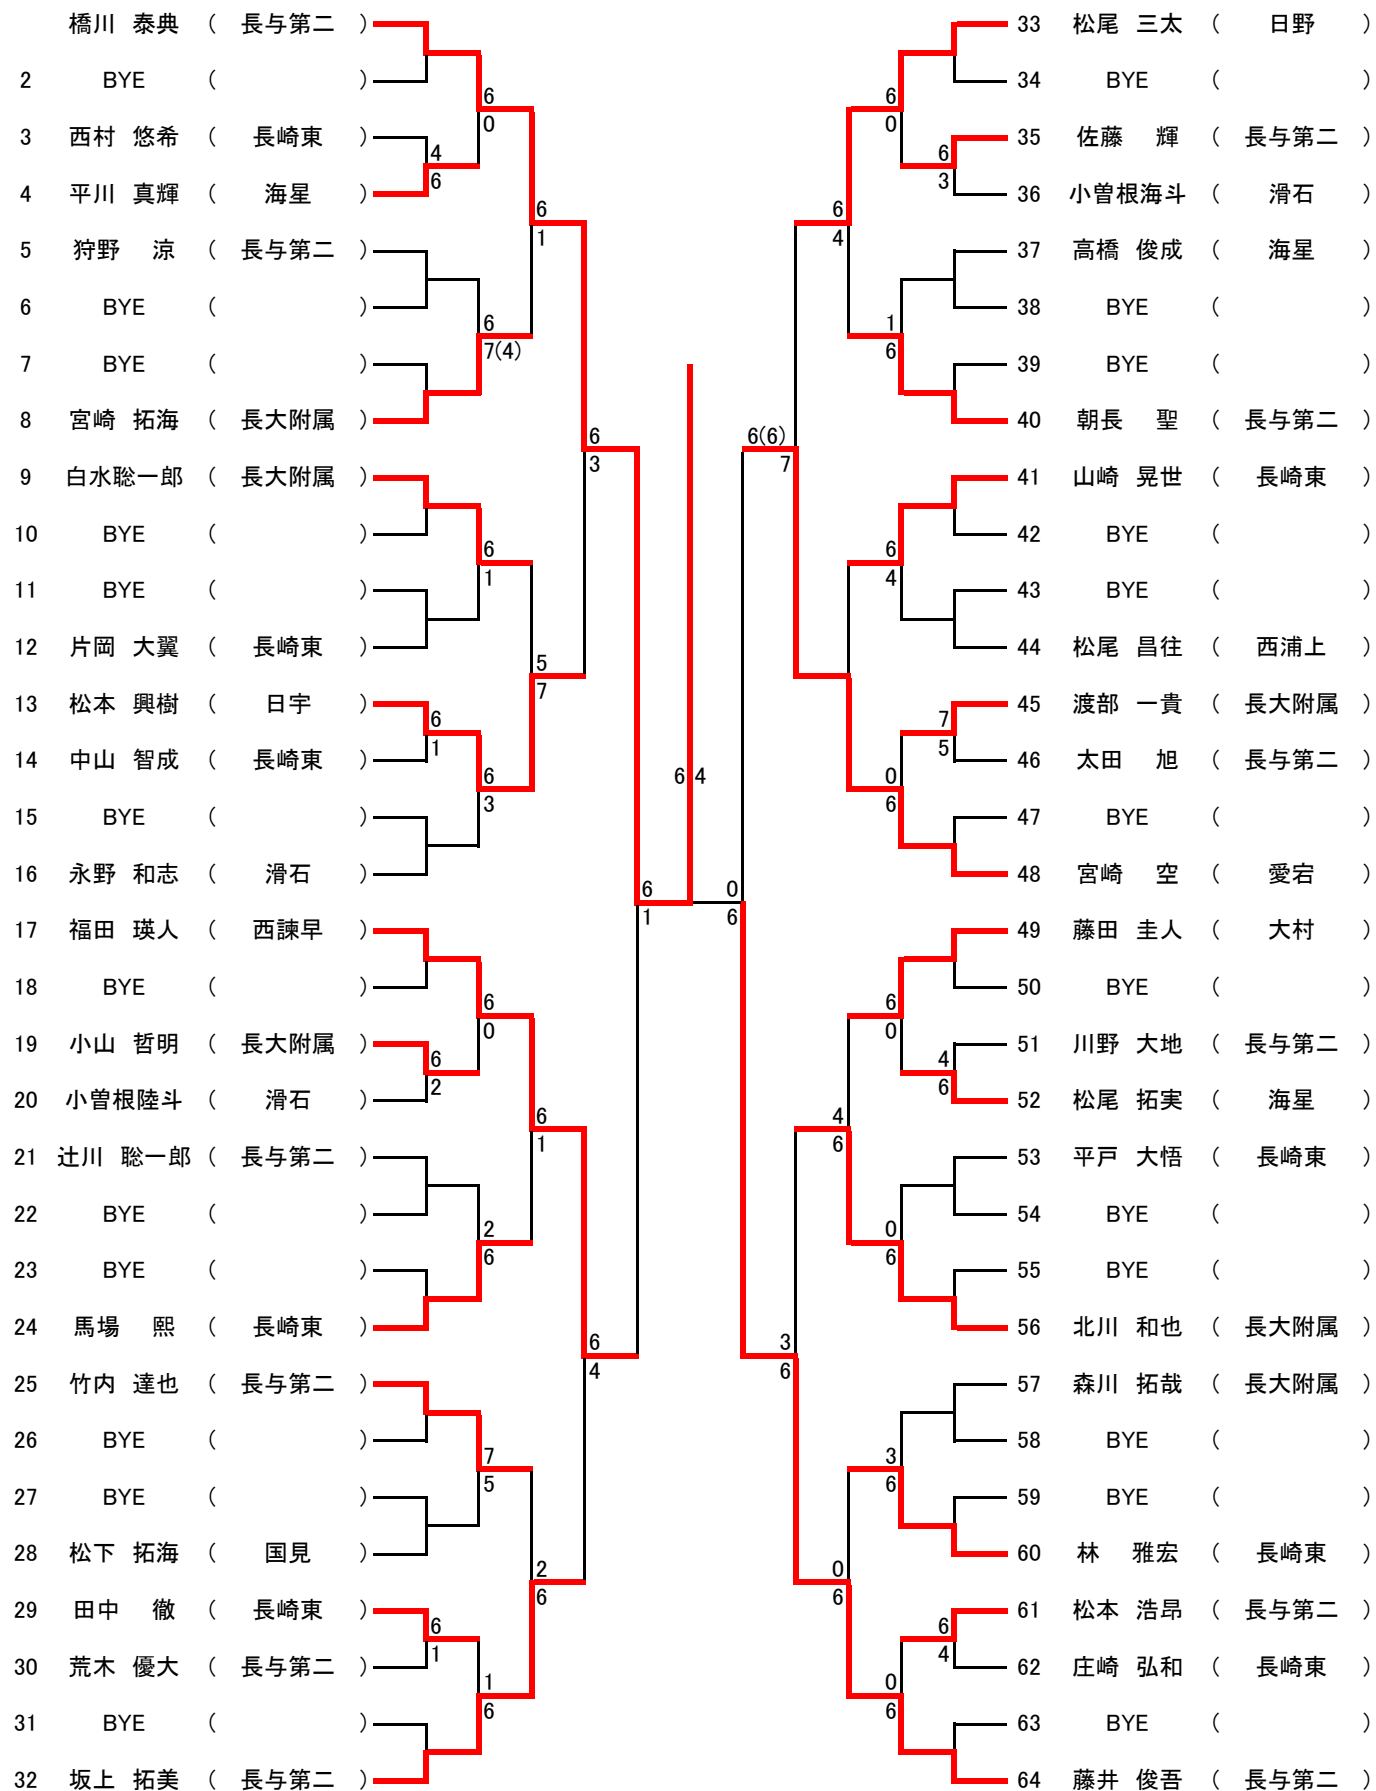 橋川 泰典 ( 長与第二 )
2 BYE ( )
3 西村 悠希 ( 長崎東 )
4 平川 真輝 ( 海星 )
5 狩野 涼 ( 長与第二 )
6 BYE ( )
7 BYE ( )
8 宮崎 拓海 ( 長大附属 )
9 白水聡一郎 ( 長大附属 )
10 BYE ( )
11 BYE ( )
12 片岡 大翼 ( 長崎東 )
13 松本 興樹 ( 日宇 )
14 中山 智成 ( 長崎東 )
15 BYE ( )
16 永野 和志 ( 滑石 )
17 福田 瑛人 ( 西諫早 )
18 BYE ( )
19 小山 哲明 ( 長大附属 )
20 小曽根陸斗 ( 滑石 )
21 辻川 聡一郎 ( 長与第二 )
22 BYE ( )
23 BYE ( )
24 馬場 熙 ( 長崎東 )
25 竹内 達也 ( 長与第二 )
26 BYE ( )
27 BYE ( )
28 松下 拓海 ( 国見 )
29 田中 徹 ( 長崎東 )
30 荒木 優大 ( 長与第二 )
31 BYE ( )
32 坂上 拓美 ( 長与第二 )
4
6
6
1
6
2
6
1
6
0
6
7(4)
6
1
6
3
6
0
2
6
7
5
1
6
6
1
5
7
6
1
2
6
6
3
6
4
6
1
6 4
0
6
6(6)
7
3
6
6
4
4
6
0
6
6
0
1
6
6
4
0
6
6
0
0
6
3
6
0
6
6
3
7
5
4
6
6
4
33 松尾 三太 ( 日野 )
34 BYE ( )
35 佐藤 輝 ( 長与第二 )
36 小曽根海斗 ( 滑石 )
37 高橋 俊成 ( 海星 )
38 BYE ( )
39 BYE ( )
40 朝長 聖 ( 長与第二 )
41 山崎 晃世 ( 長崎東 )
42 BYE ( )
43 BYE ( )
44 松尾 昌往 ( 西浦上 )
45 渡部 一貴 ( 長大附属 )
46 太田 旭 ( 長与第二 )
47 BYE ( )
48 宮崎 空 ( 愛宕 )
49 藤田 圭人 ( 大村 )
50 BYE ( )
51 川野 大地 ( 長与第二 )
52 松尾 拓実 ( 海星 )
53 平戸 大悟 ( 長崎東 )
54 BYE ( )
55 BYE ( )
56 北川 和也 ( 長大附属 )
57 森川 拓哉 ( 長大附属 )
58 BYE ( )
59 BYE ( )
60 林 雅宏 ( 長崎東 )
61 松本 浩昂 ( 長与第二 )
62 庄崎 弘和 ( 長崎東 )
63 BYE ( )
64 藤井 俊吾 ( 長与第二 )